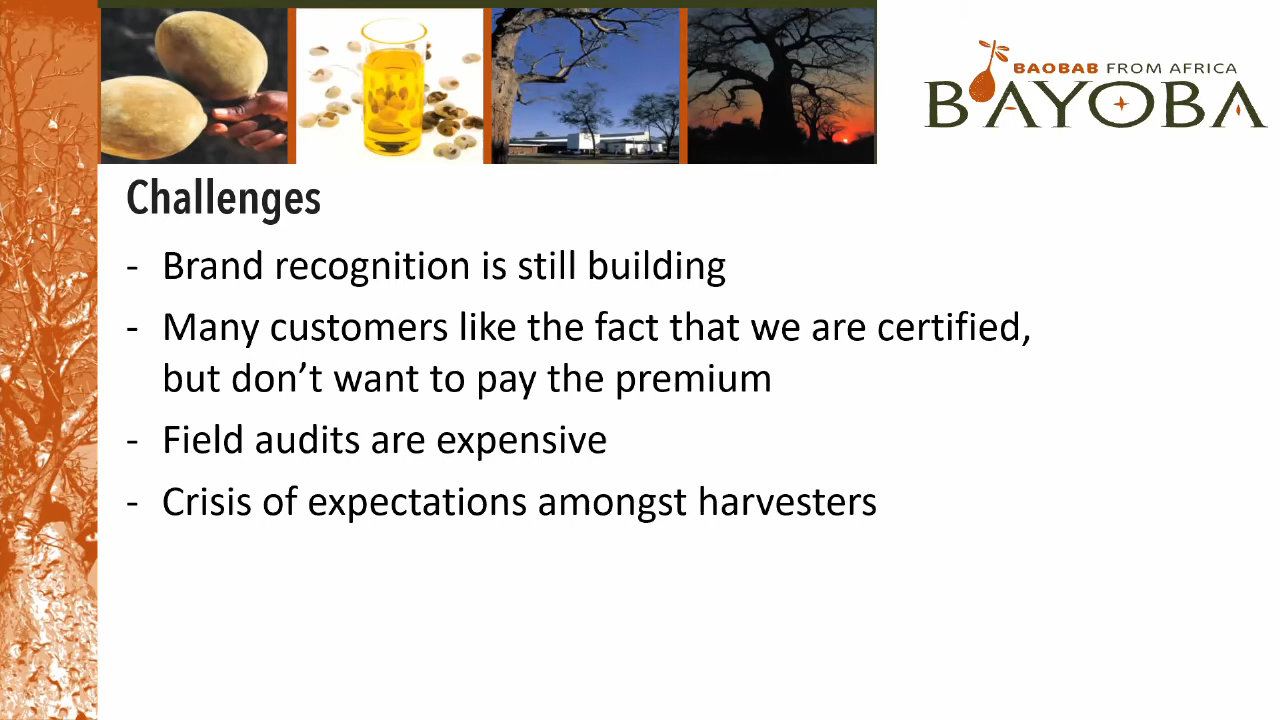 BAOBAB FROM AFRICA
BAYOBA
Challenges
- Brand recognition is still building
- Many customers like the fact that we are certified,
but don’t want to pay the premium
- Field audits are expensive
- Crisis of expectations amongst harvesters